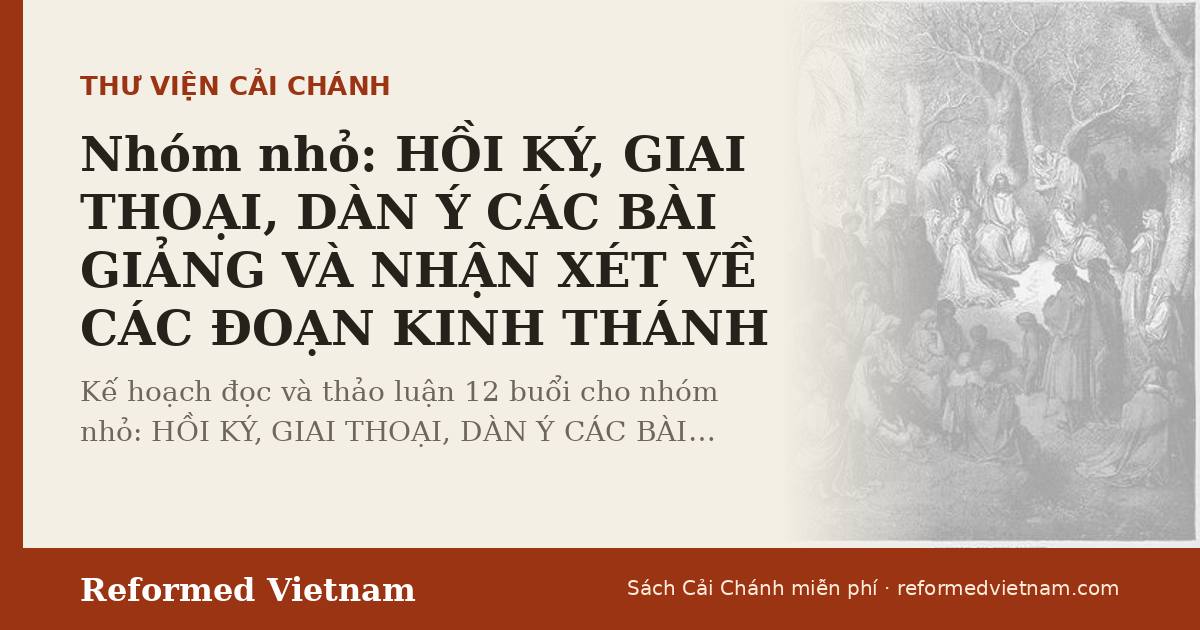 THƯ VIỆN CẢI CHÁNH
Nhóm nhỏ: HỒI KÝ, GIAI
THOẠI, DÀN Ý CÁC BÀI
GIẢNG VÀ NHẬN XÉT VỀ
CÁC ĐOẠN KINH THÁNH
Kế hoạch đọc và thảo luận 12 buổi cho nhóm
nhỏ: HỒI KÝ, GIAI THOẠI, DÀN Ý CÁC BÀI…
Reformed Vietnam
Sách Cải Chánh miễn phí · reformedvietnam.com